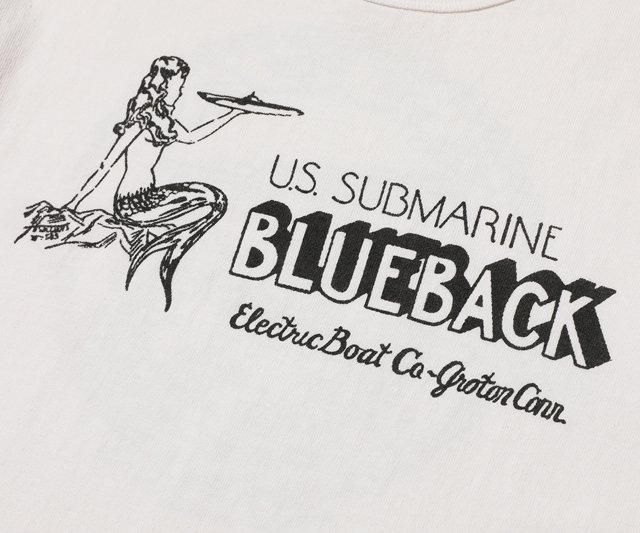 U.S. SUBMARINE
BLUEBACK
Electric Boat Co-Groton Conn.